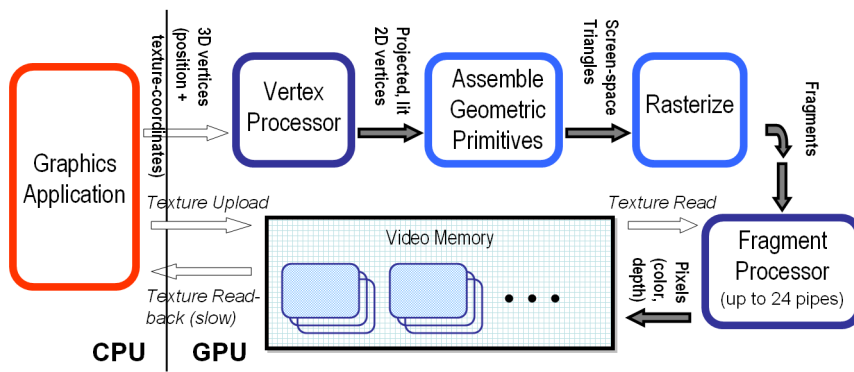 Graphics
Application
3D vertices
(position +
texture-coordinates)
Vertex
Processor
Projected, lit
2D vertices
Assemble
Geometric
Primitives
Screen-space
Triangles
Rasterize
Fragments
Texture Upload
Texture Read-
back (slow)
Video Memory
Texture Read
Pixels
(color,
depth)
Fragment
Processor
(up to 24 pipes)
CPU
GPU